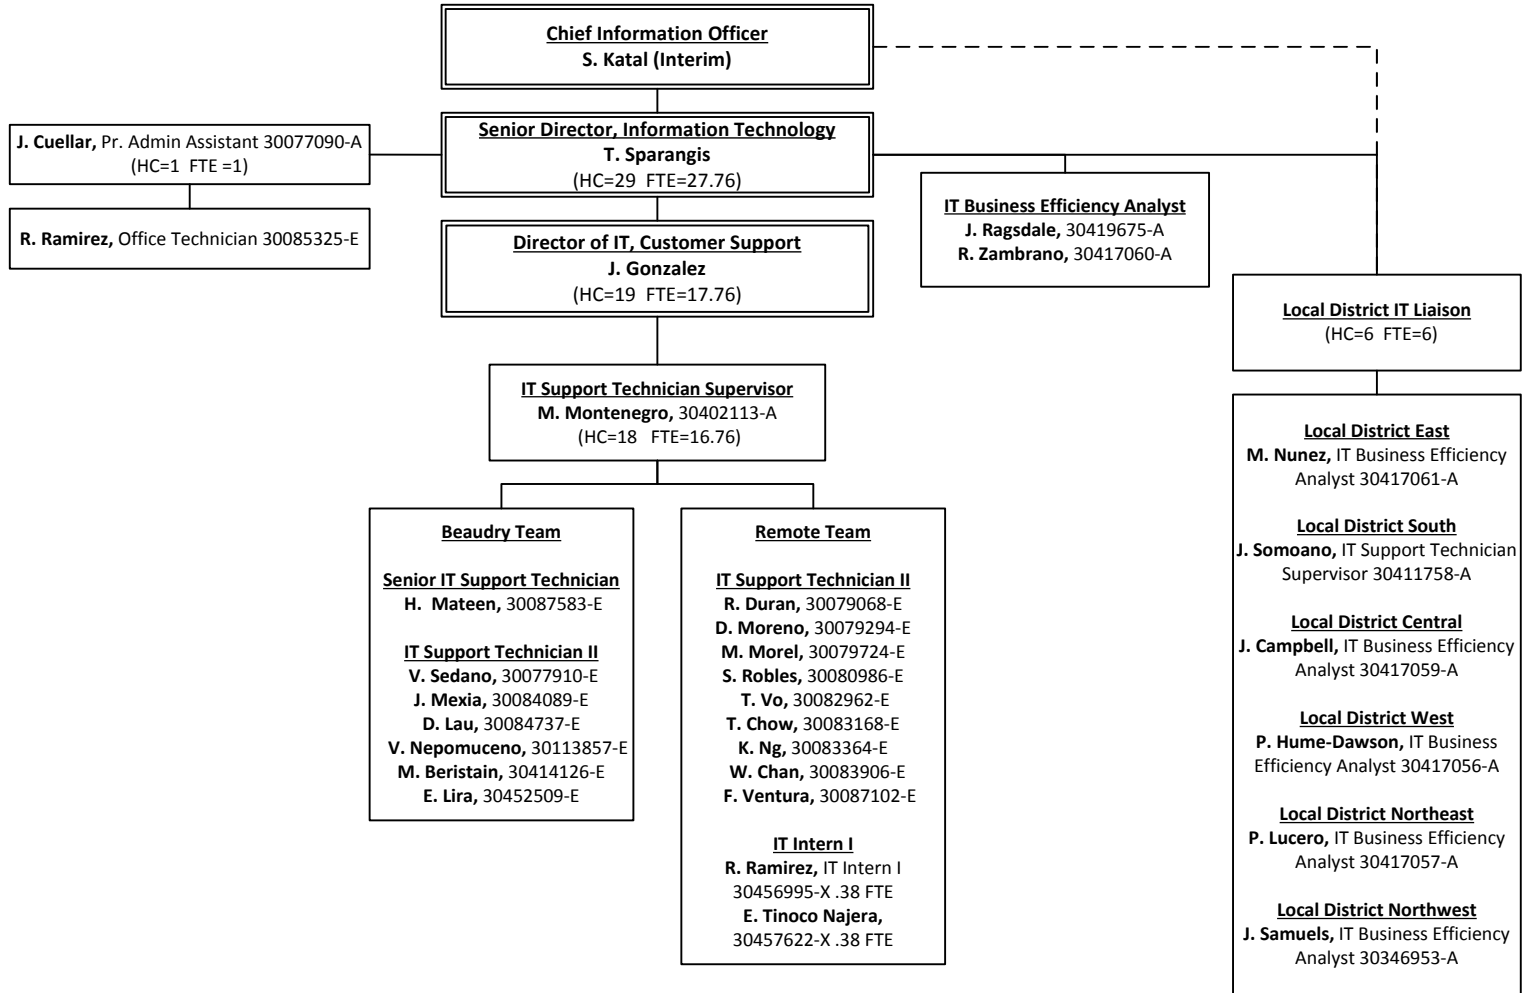 Chief Information Officer
S. Katal (Interim)
Senior Director, Information Technology
T. Sparangis
(HC=29 FTE=27.76)
J. Cuellar, Pr. Admin Assistant 30077090-A
(HC=1 FTE =1)
R. Ramirez, Office Technician 30085325-E
IT Business Efficiency Analyst
J. Ragsdale, 30419675-A
R. Zambrano, 30417060-A
Director of IT, Customer Support
J. Gonzalez
(HC=19 FTE=17.76)
Local District IT Liaison
(HC=6 FTE=6)
IT Support Technician Supervisor
M. Montenegro, 30402113-A
(HC=18 FTE=16.76)
Beaudry Team
Senior IT Support Technician
H. Mateen, 30087583-E
IT Support Technician II
V. Sedano, 30077910-E
J. Mexia, 30084089-E
D. Lau, 30084737-E
V. Nepomuceno, 30113857-E
M. Beristain, 30414126-E
E. Lira, 30452509-E
Remote Team
IT Support Technician II
R. Duran, 30079068-E
D. Moreno, 30079294-E
M. Morel, 30079724-E
S. Robles, 30080986-E
T. Vo, 30082962-E
T. Chow, 30083168-E
K. Ng, 30083364-E
W. Chan, 30083906-E
F. Ventura, 30087102-E
IT Intern I
R. Ramirez, IT Intern I
30456995-X .38 FTE
E. Tinoco Najera,
30457622-X .38 FTE
Local District East
M. Nunez, IT Business Efficiency
Analyst 30417061-A
Local District South
J. Somoano, IT Support Technician
Supervisor 30411758-A
Local District Central
J. Campbell, IT Business Efficiency
Analyst 30417059-A
Local District West
P. Hume-Dawson, IT Business
Efficiency Analyst 30417056-A
Local District Northeast
P. Lucero, IT Business Efficiency
Analyst 30417057-A
Local District Northwest
J. Samuels, IT Business Efficiency
Analyst 30346953-A